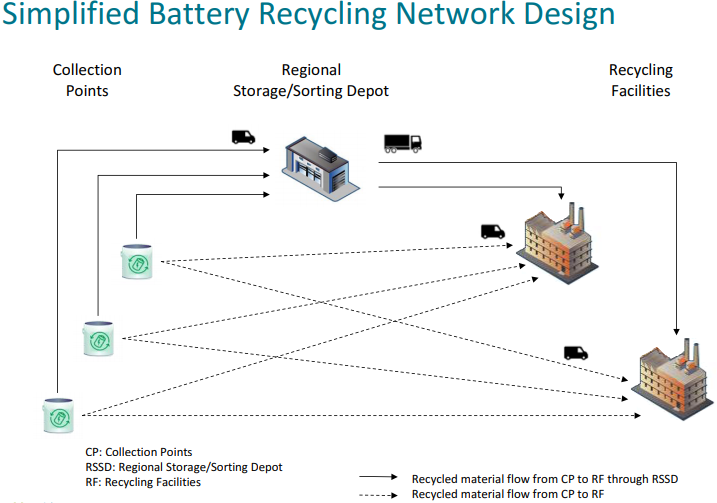 Simplified Battery Recycling Network Design
Collection
Points
Regional
Storage/Sorting Depot
Recycling
Facilities
CP: Collection Points
RSSD: Regional Storage/Sorting Depot
RF: Recycling Facilities
Recycled material flow from CP to RF through RSSD
Recycled material flow from CP to RF